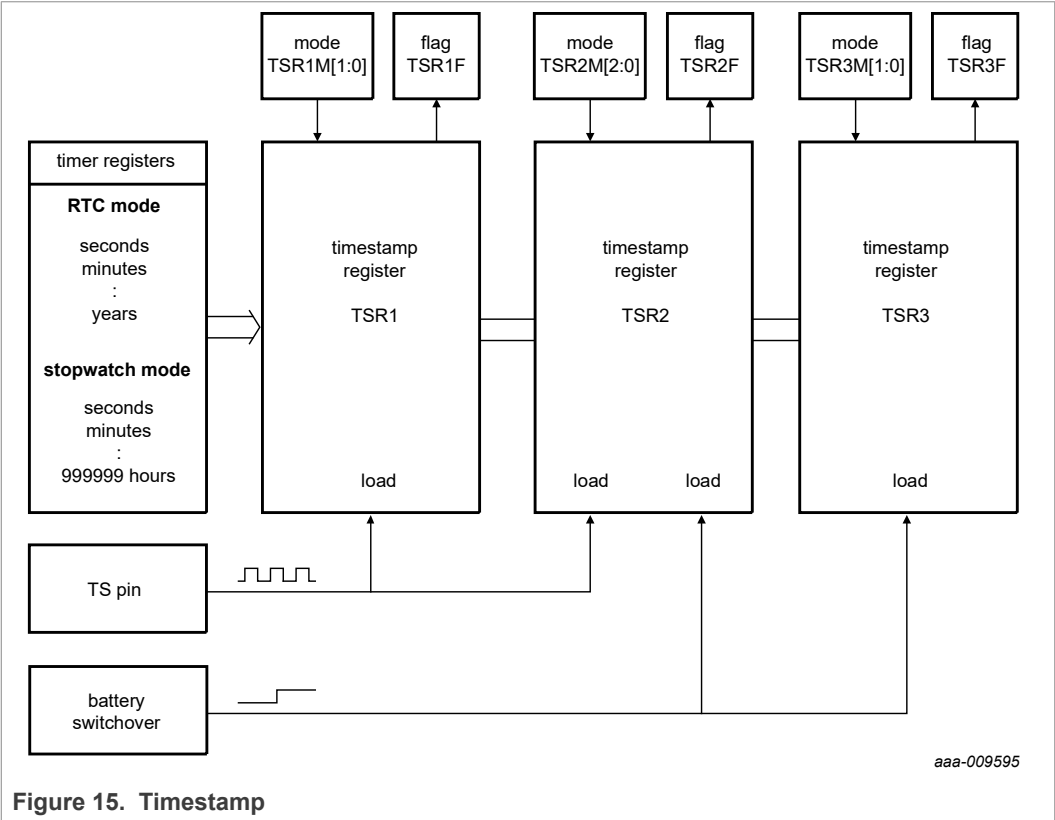 mode
TSR1M[1:0]
flag
TSR1F
mode
TSR2M[2:0]
flag
TSR2F
mode
TSR3M[1:0]
flag
TSR3F
timer registers
RTC mode
seconds
minutes
:
years
stopwatch mode
seconds
minutes
:
999999 hours
timestamp
register
TSR1
load
timestamp
register
TSR2
load
load
timestamp
register
TSR3
load
TS pin
battery
switchover
aaa-009595
Figure 15. Timestamp